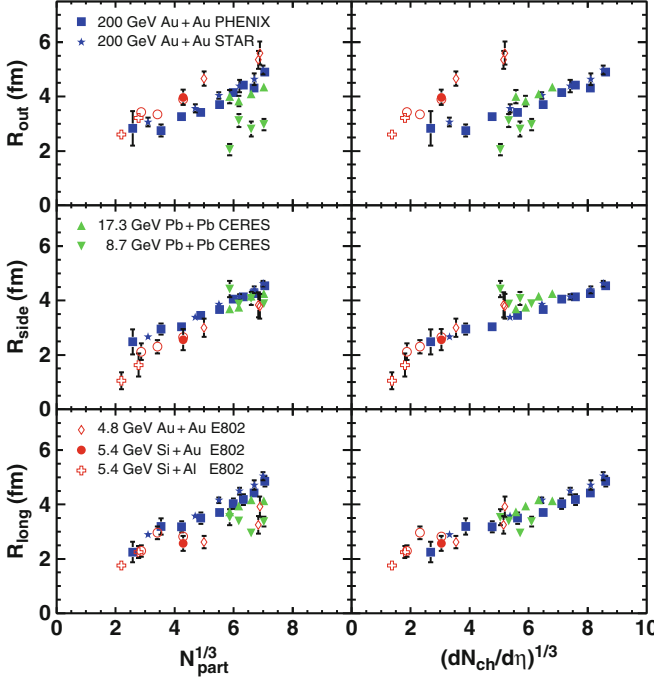 200 GeV Au+Au PHENIX
200 GeV Au+Au STAR
R_out (fm)
6
4
2
0
17.3 GeV Pb+Pb CERES
8.7 GeV Pb+Pb CERES
R_side (fm)
6
4
2
0
4.8 GeV Au+Au E802
5.4 GeV Si+Au E802
5.4 GeV Si+Al E802
R_long (fm)
6
4
2
0
0 2 4 6 8
2 4 6 8 10
N_part^1/3
(dN_ch/dη)^1/3